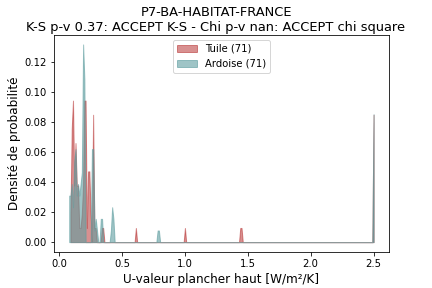 P7-BA-HABITAT-FRANCE
K-S p-v 0.37: ACCEPT K-S - Chi p-v nan: ACCEPT chi square
Tuile (71)
Ardoise (71)
Densité de probabilité
0.12
0.10
0.08
0.06
0.04
0.02
0.00
0.0 0.5 1.0 1.5 2.0 2.5
U-valeur plancher haut [W/m²/K]